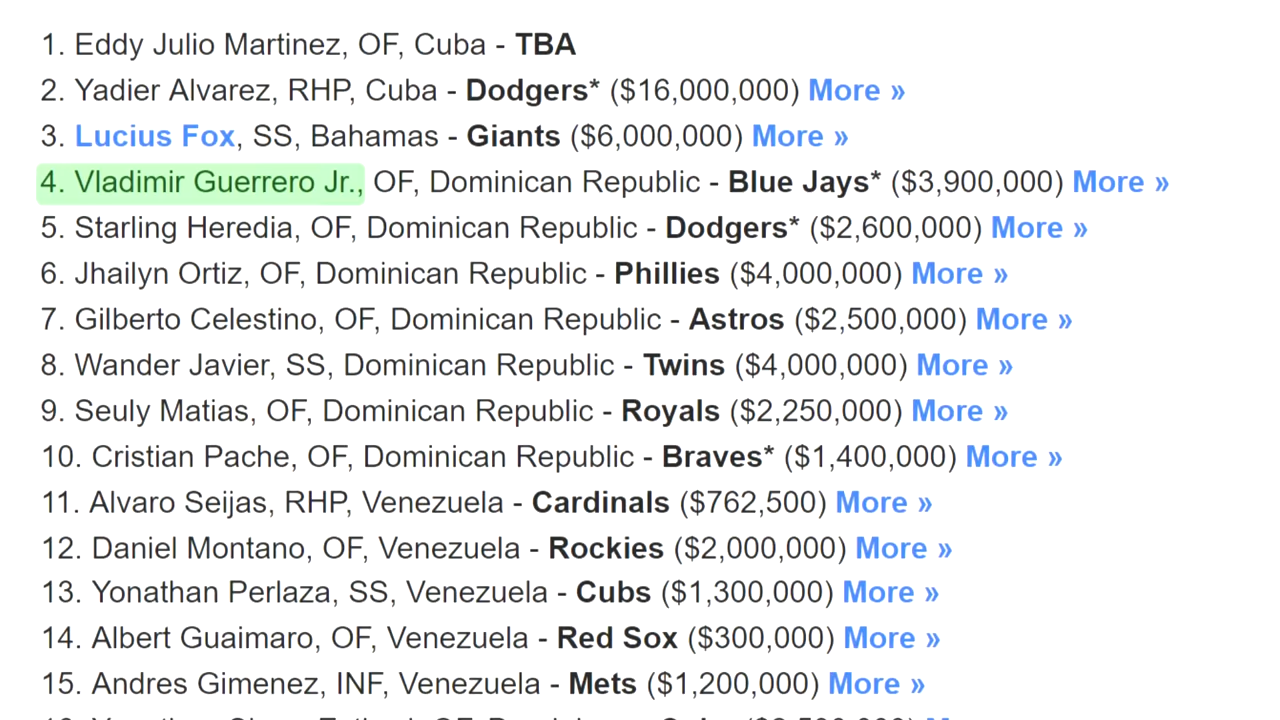 1. Eddy Julio Martinez, OF, Cuba - TBA
2. Yadier Alvarez, RHP, Cuba - Dodgers* ($16,000,000) More »
3. Lucius Fox, SS, Bahamas - Giants ($6,000,000) More »
4. Vladimir Guerrero Jr., OF, Dominican Republic - Blue Jays* ($3,900,000) More »
5. Starling Heredia, OF, Dominican Republic - Dodgers* ($2,600,000) More »
6. Jhailyn Ortiz, OF, Dominican Republic - Phillies ($4,000,000) More »
7. Gilberto Celestino, OF, Dominican Republic - Astros ($2,500,000) More »
8. Wander Javier, SS, Dominican Republic - Twins ($4,000,000) More »
9. Seuly Matias, OF, Dominican Republic - Royals ($2,250,000) More »
10. Cristian Pache, OF, Dominican Republic - Braves* ($1,400,000) More »
11. Alvaro Seijas, RHP, Venezuela - Cardinals ($762,500) More »
12. Daniel Montano, OF, Venezuela - Rockies ($2,000,000) More »
13. Yonathan Perlaza, SS, Venezuela - Cubs ($1,300,000) More »
14. Albert Guaimaro, OF, Venezuela - Red Sox ($300,000) More »
15. Andres Gimenez, INF, Venezuela - Mets ($1,200,000) More »